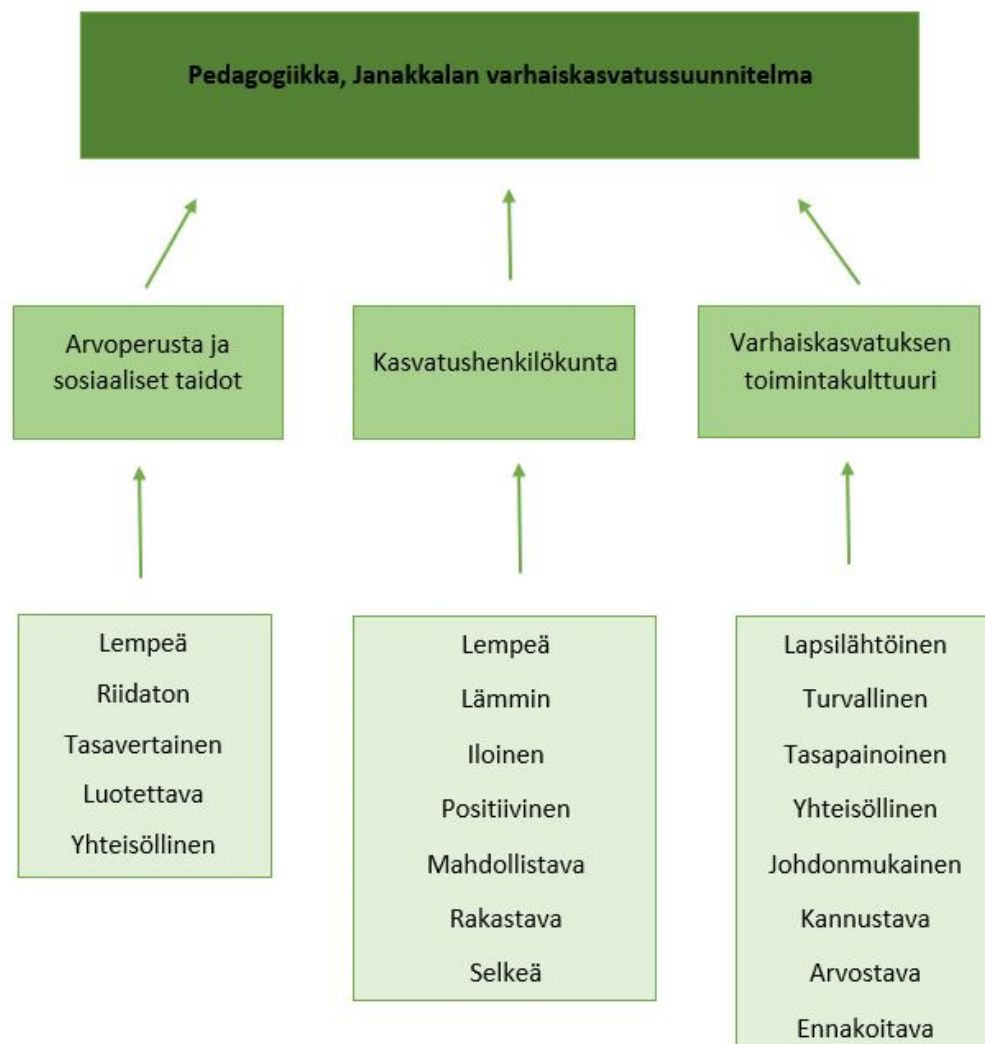 Pedagogiikka, Janakkalan varhaiskasvatussuunnitelma
Arvoperusta ja
sosiaaliset taidot
Kasvatushenkilökunta
Varhaiskasvatuksen
toimintakulttuuri
Lempeä
Riidaton
Tasavertainen
Luotettava
Yhteisöllinen
Lempeä
Lämmin
Iloinen
Positiivinen
Mahdollistava
Rakastava
Selkeä
Lapsilähtöinen
Turvallinen
Tasapainoinen
Yhteisöllinen
Johdonmukainen
Kannustava
Arvostava
Ennakoitava